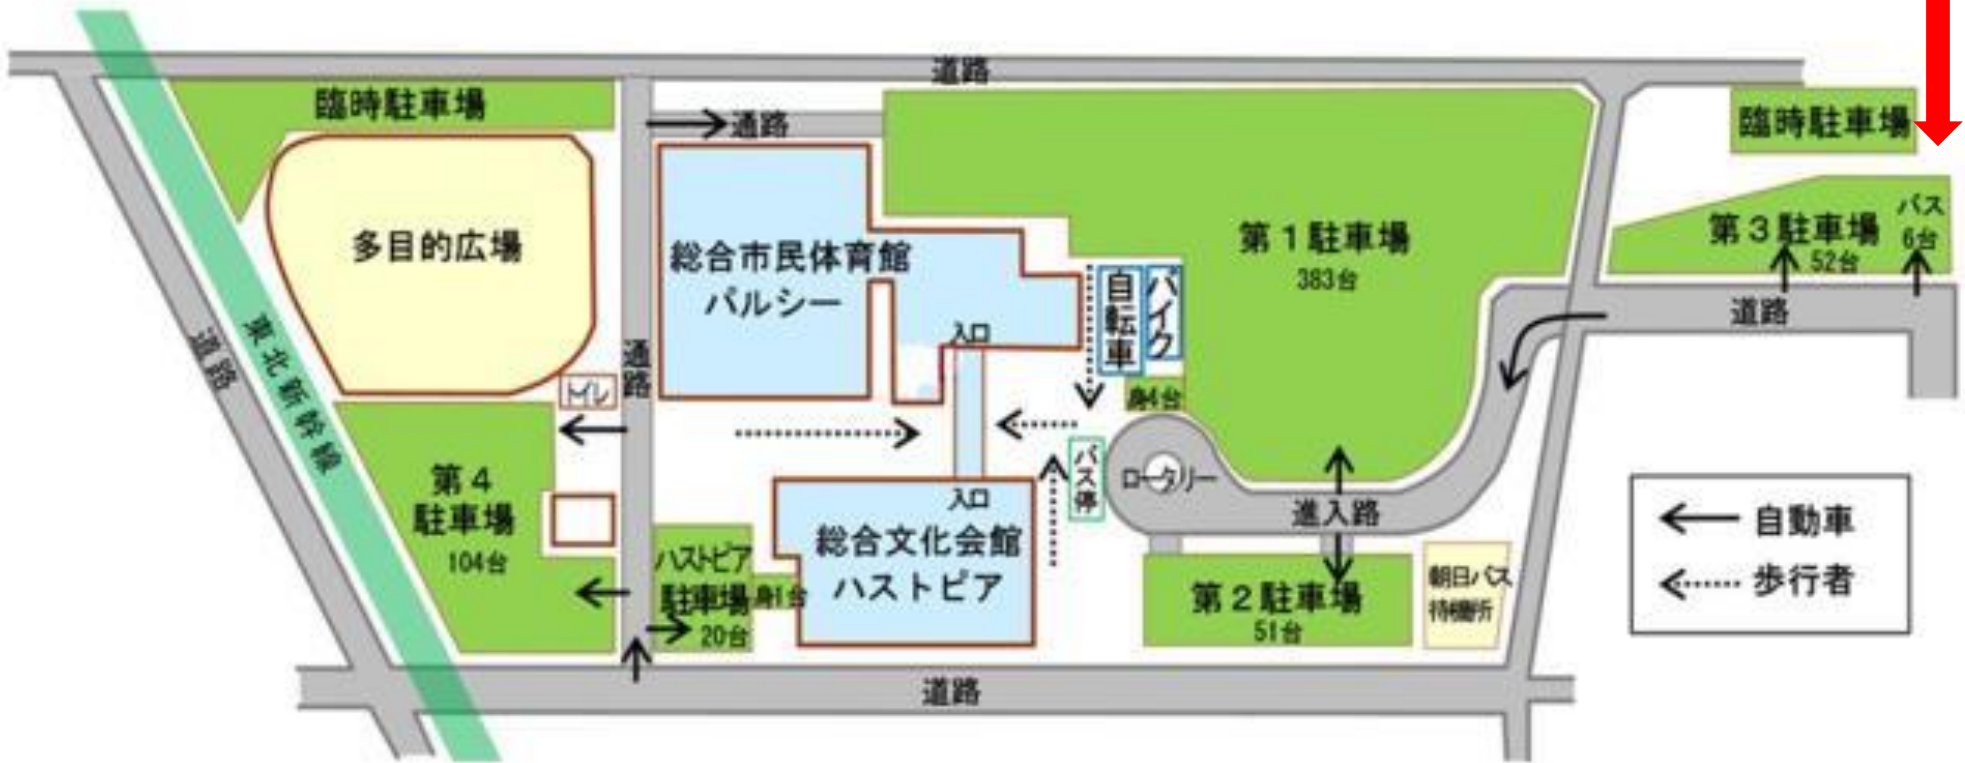 道路
臨時駐車場
通路
臨時駐車場
多目的広場
総合市民体育館
パルシー
第1駐車場
383台
第3駐車場
52台
バス
6台
自転車
バイク
入口
道路
道路
東北新幹線
通路
トイレ
身4台
バス停
ロータリー
進入路
第4
駐車場
104台
入口
総合文化会館
ハストピア
ハストピア
駐車場
20台
身1台
第2駐車場
51台
朝日バス
待機所
自動車
歩行者
道路